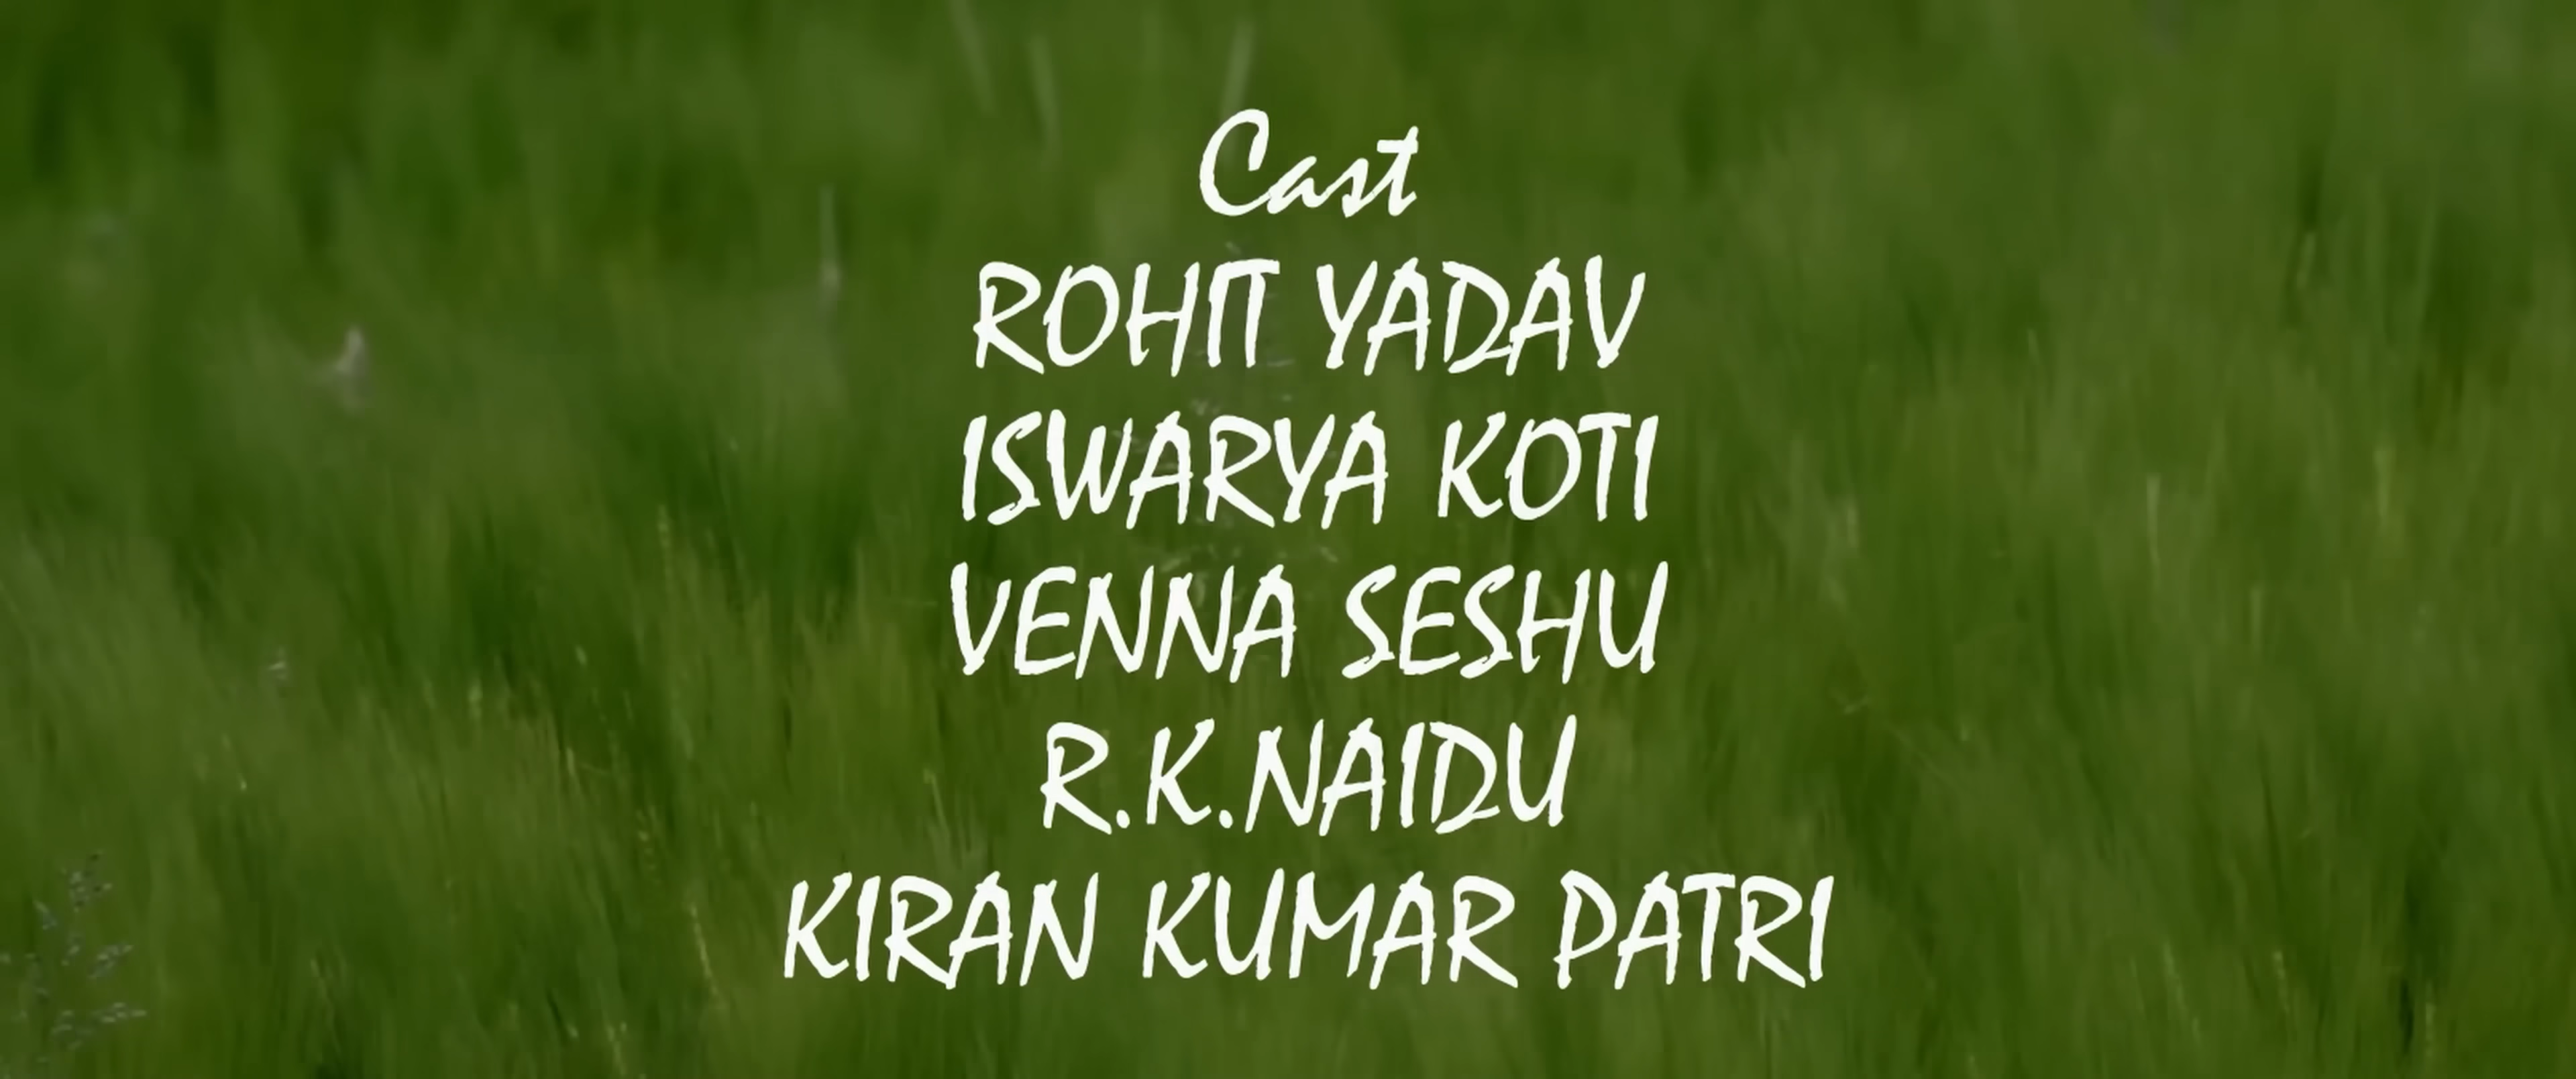 Cast
ROHIT YADAV
ISWARYA KOTI
VENNA SESHU
R.K.NAIDU
KIRAN KUMAR PATRI